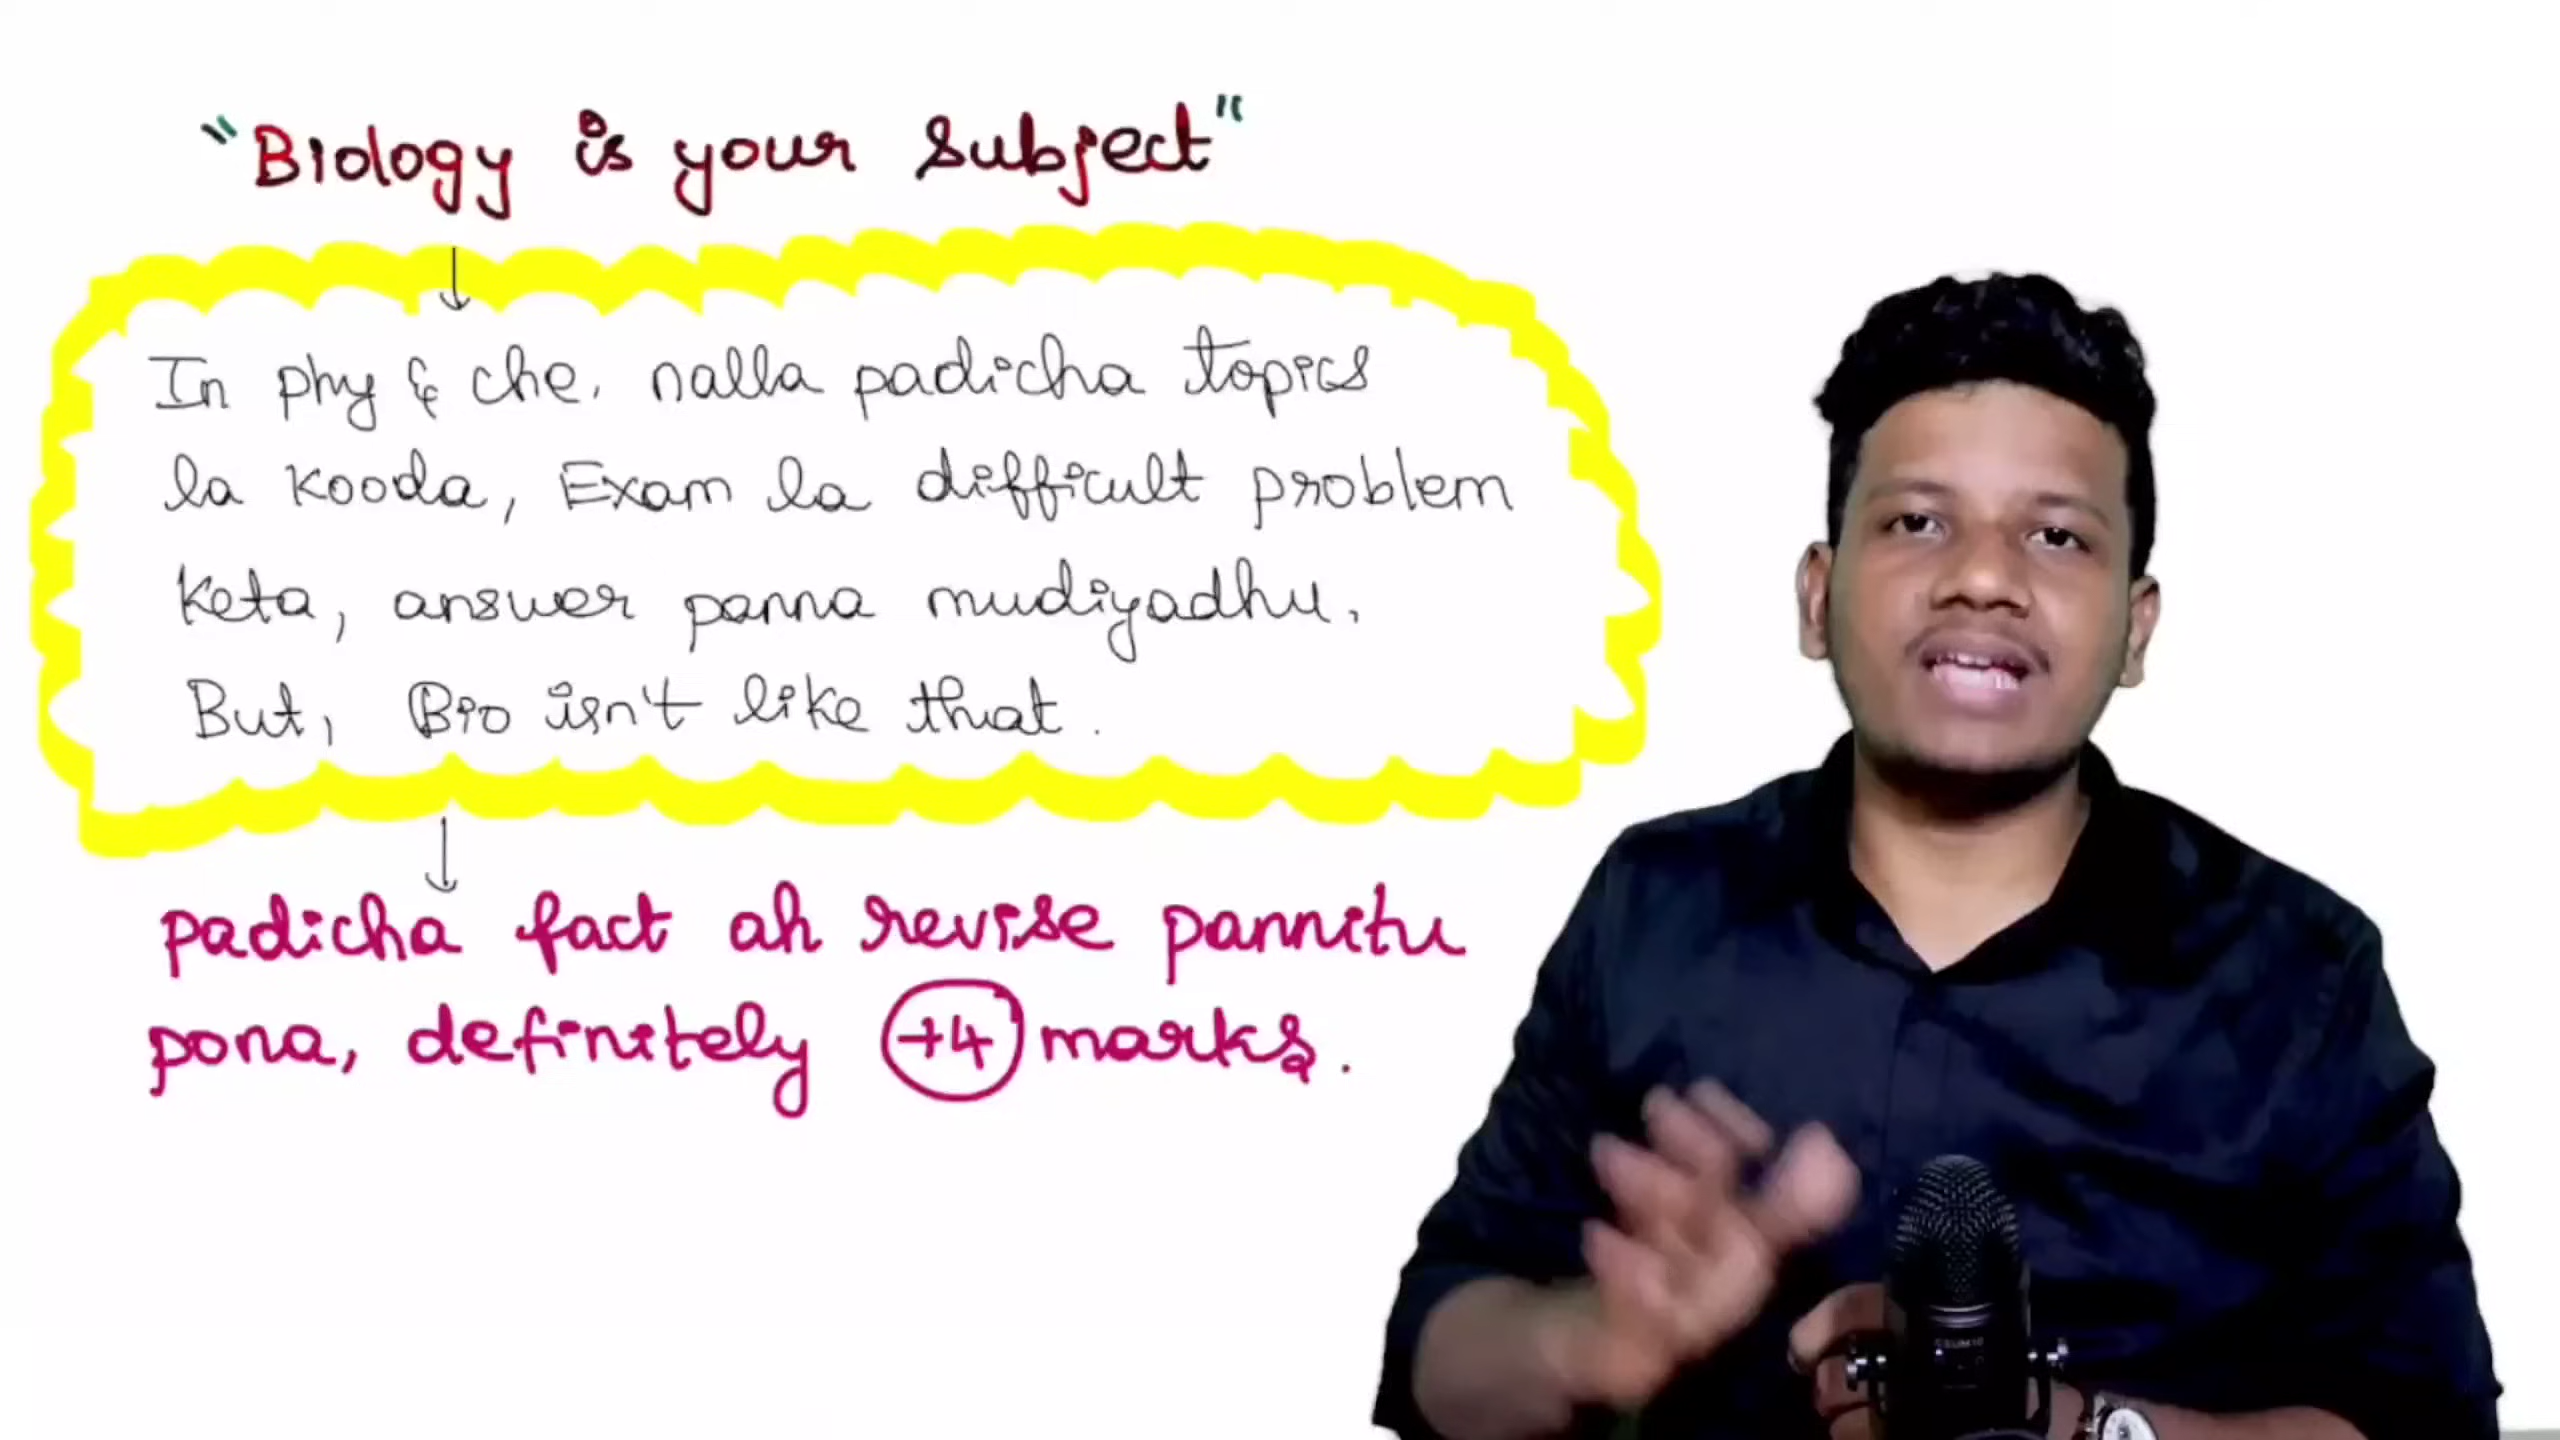 "Biology is your subject"
In phy & che, nalla padicha topics
la kooda, Exam la difficult problem
keta, answer panna mudiyadhu.
But, Bio isn't like that.
padicha fact ah revise pannitu
pona, definitely +4 marks.